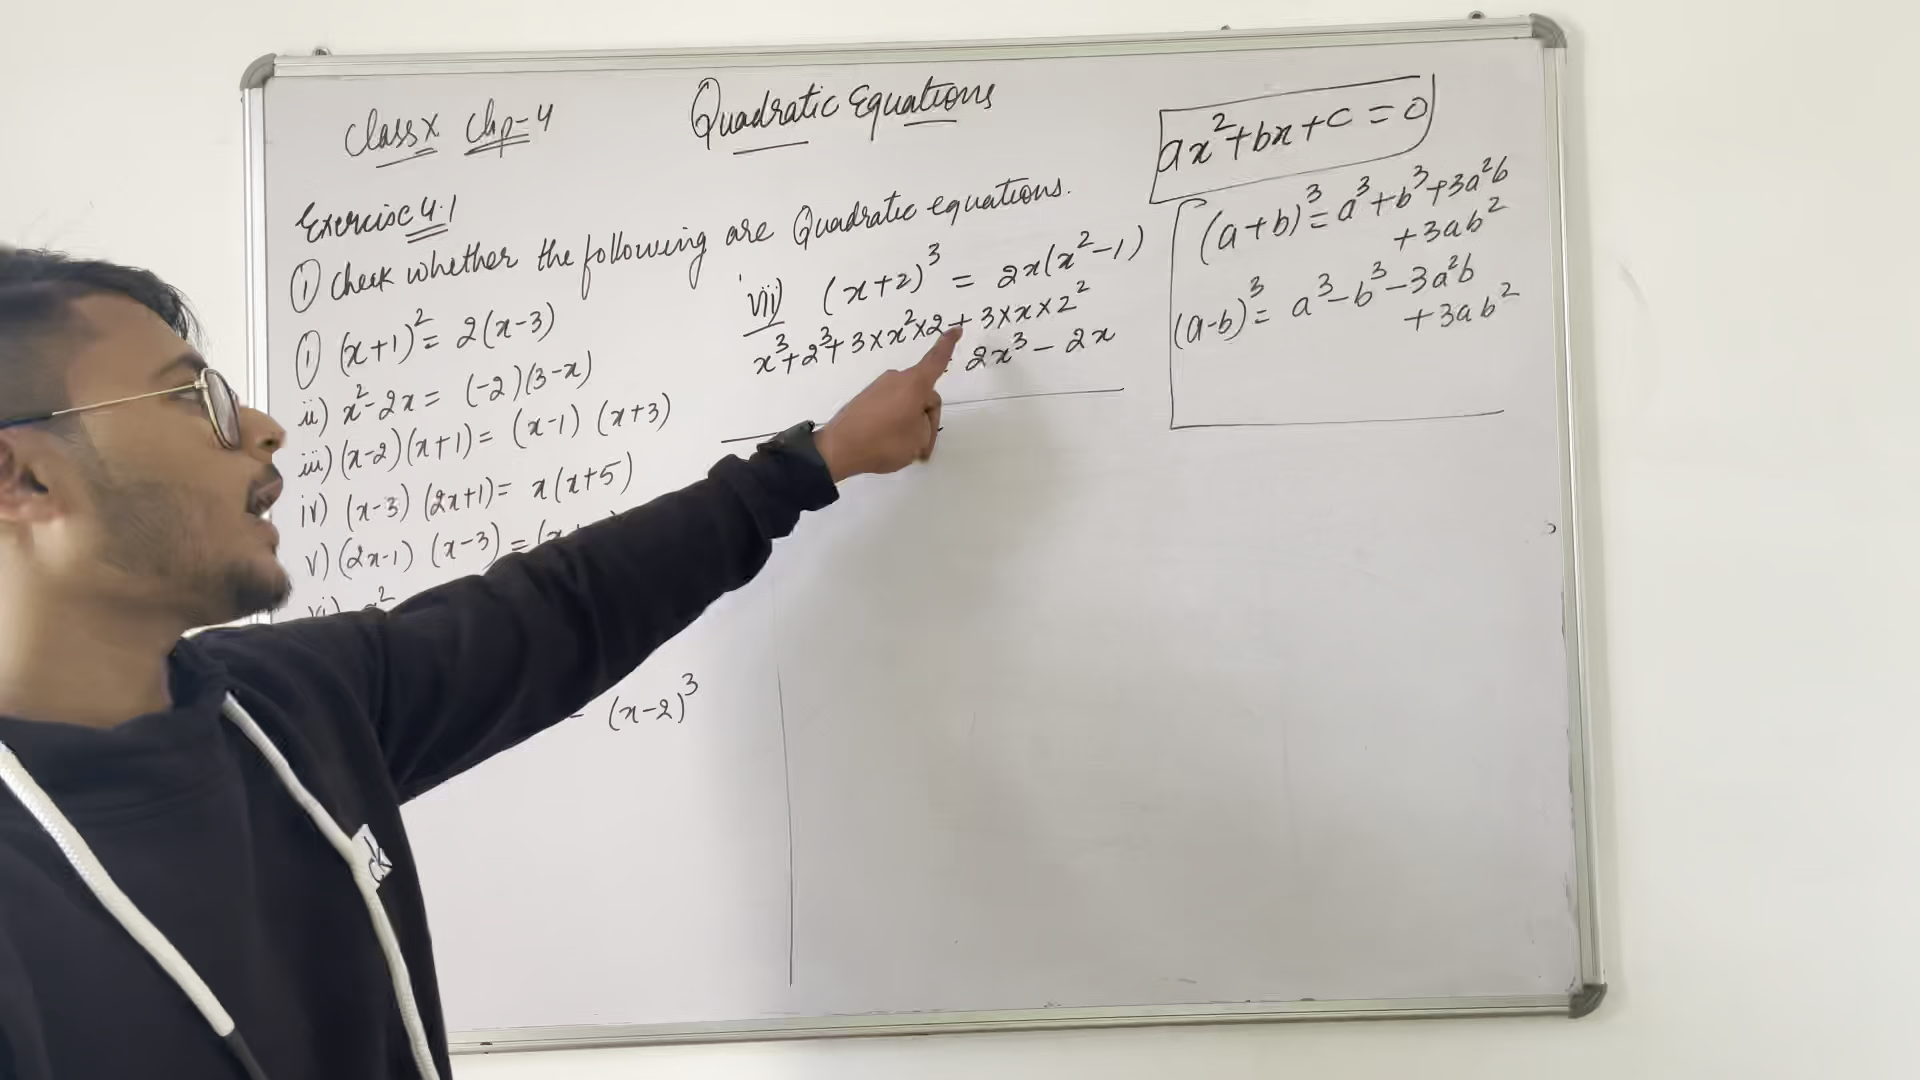 Class X Chp-4
Quadratic Equations
ax²+bx+c=0
Exercise 4.1
① Check whether the following are Quadratic equations.
i) (x+1)² = 2(x-3)
ii) x²-2x = (-2)(3-x)
iii) (x-2)(x+1) = (x-1) (x+3)
iv) (x-3) (2x+1) = x(x+5)
v) (2x-1) (x-3) =
(x-2)³
vii) (x+2)³ = 2x(x²-1)
x³+2³+3×x²×2+3×x×2²
2x³-2x
(a+b)³ = a³+b³+3a²b
+3ab²
(a-b)³ = a³-b³-3a²b
+3ab²